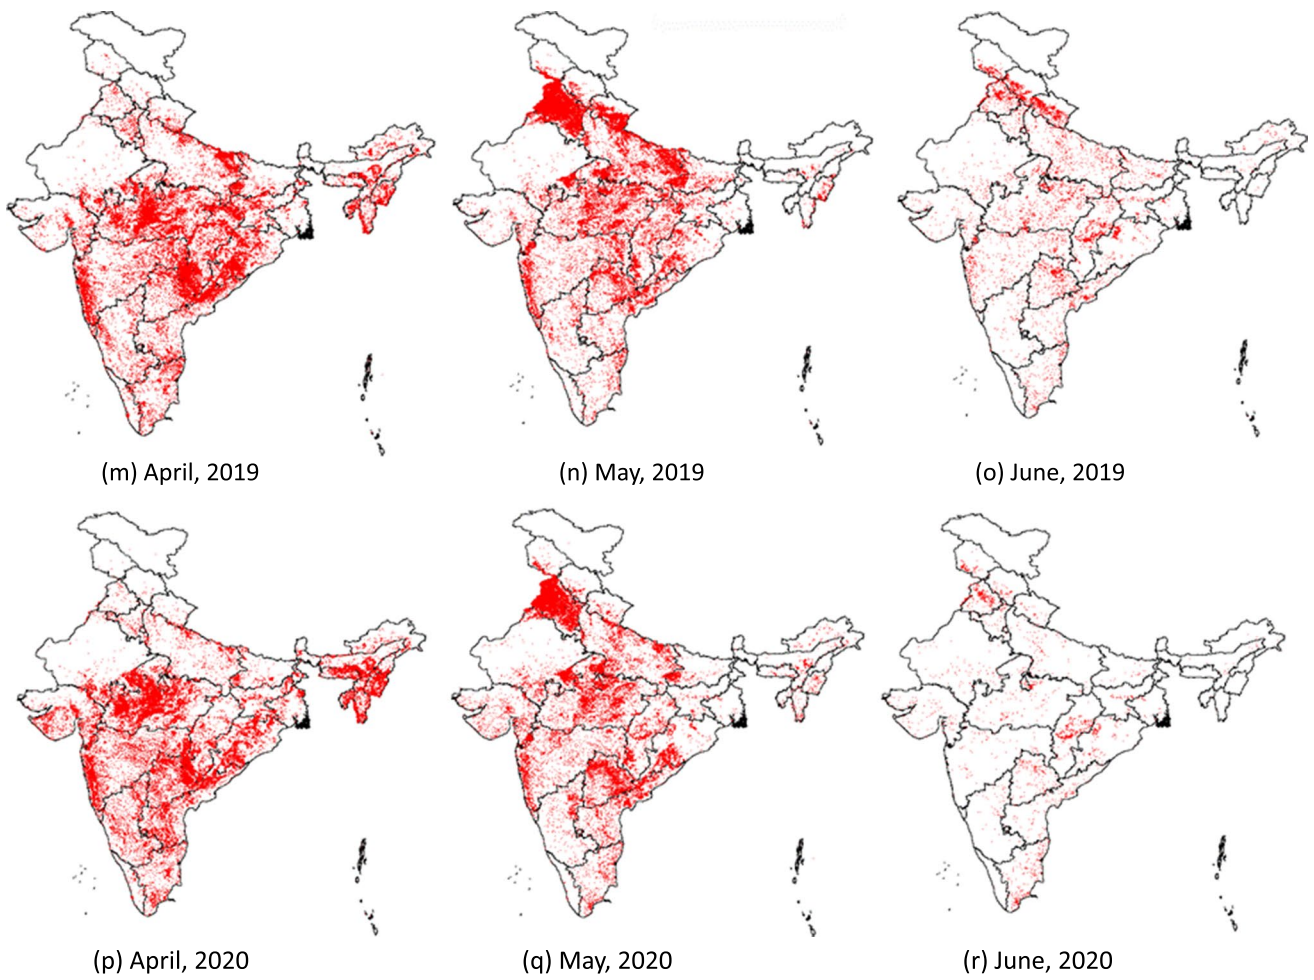 (m) April, 2019
(n) May, 2019
(o) June, 2019
(p) April, 2020
(q) May, 2020
(r) June, 2020